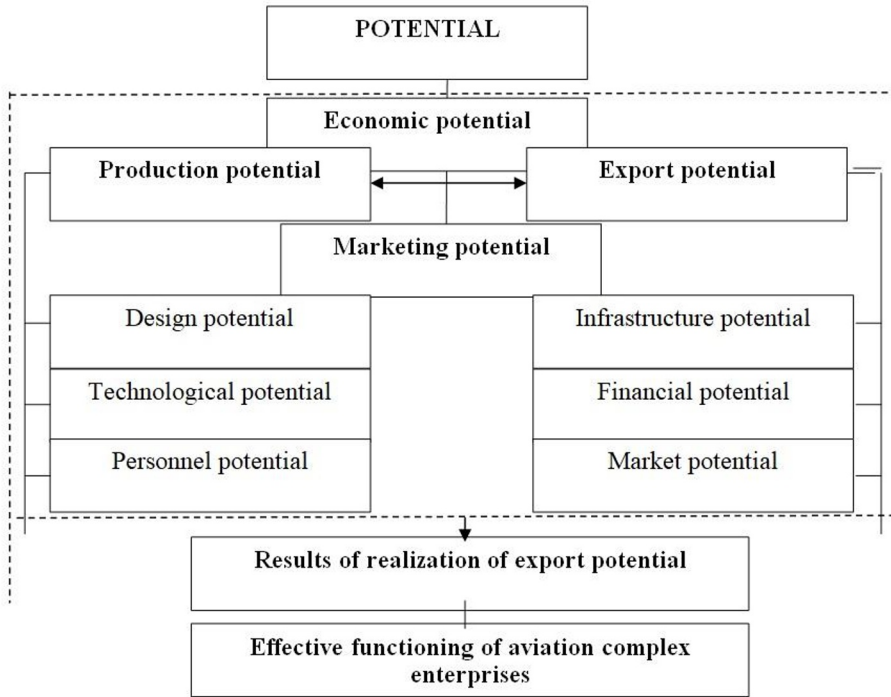 POTENTIAL
Economic potential
Production potential
Export potential
Marketing potential
Design potential
Infrastructure potential
Technological potential
Financial potential
Personnel potential
Market potential
Results of realization of export potential
Effective functioning of aviation complex
enterprises